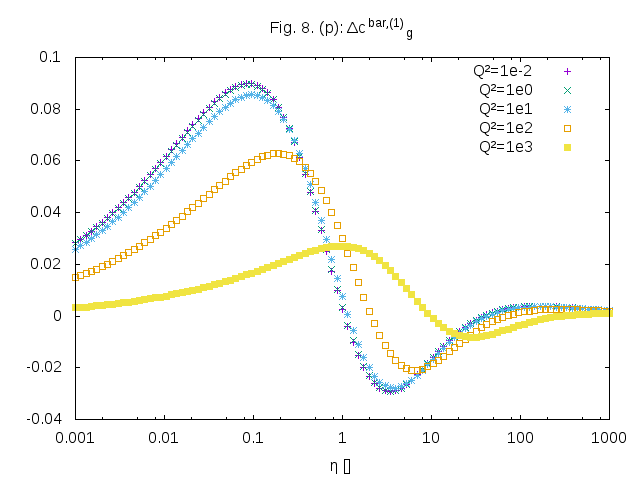 Fig. 8. (p): Δc bar,(1) g
0.1
0.08
0.06
0.04
0.02
0
-0.02
-0.04
Q²=1e-2
Q²=1e0
Q²=1e1
Q²=1e2
Q²=1e3
0.001 0.01 0.1 1 10 100 1000
η []